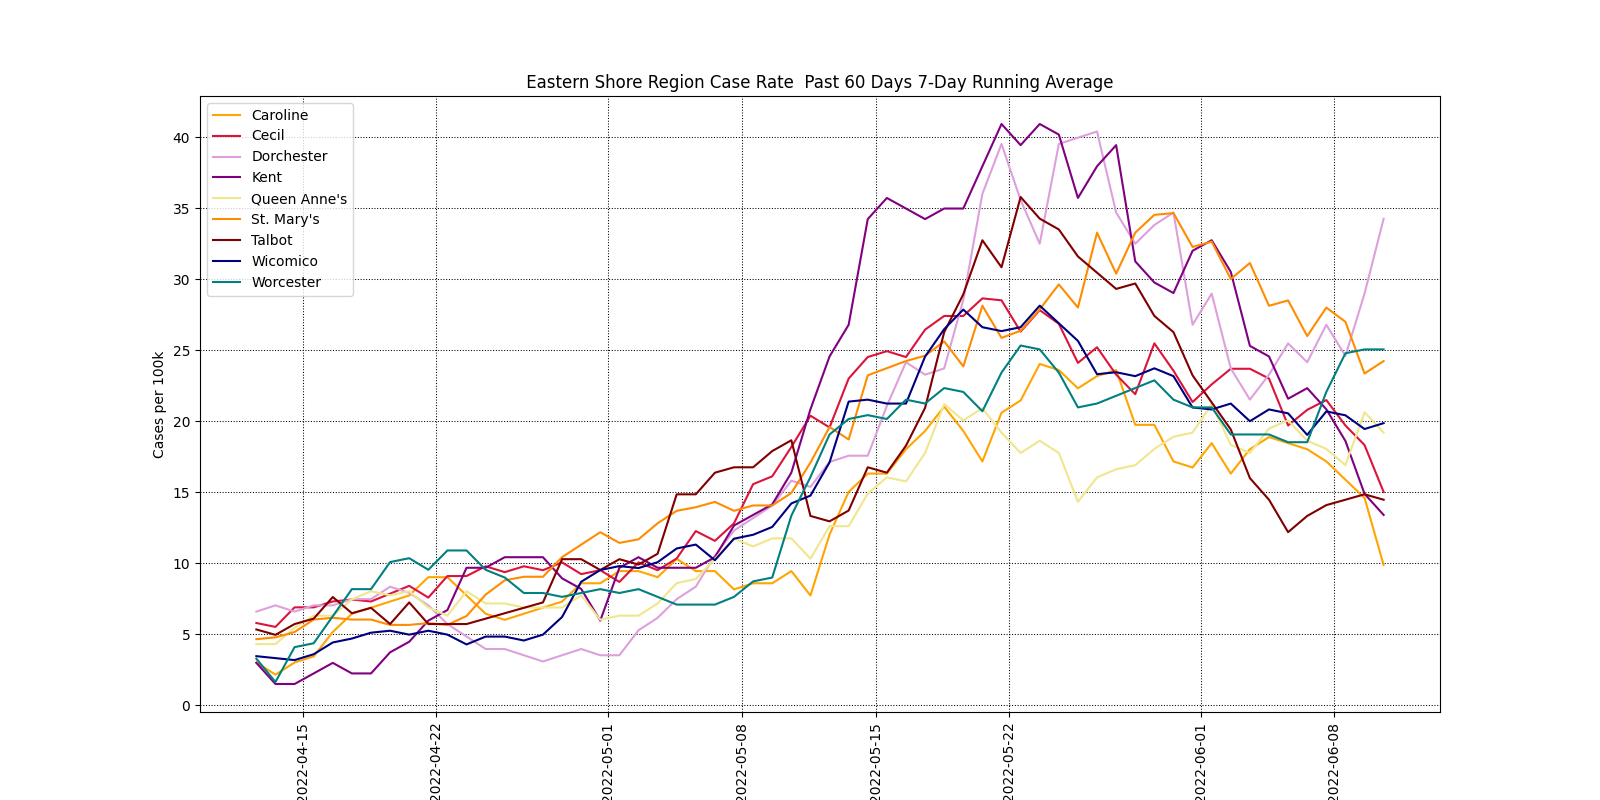 Eastern Shore Region Case Rate  Past 60 Days 7-Day Running Average
Caroline
Cecil
Dorchester
Kent
Queen Anne's
St. Mary's
Talbot
Wicomico
Worcester
Cases per 100k
40
35
30
25
20
15
10
5
0
2022-04-15
2022-04-22
2022-05-01
2022-05-08
2022-05-15
2022-05-22
2022-06-01
2022-06-08